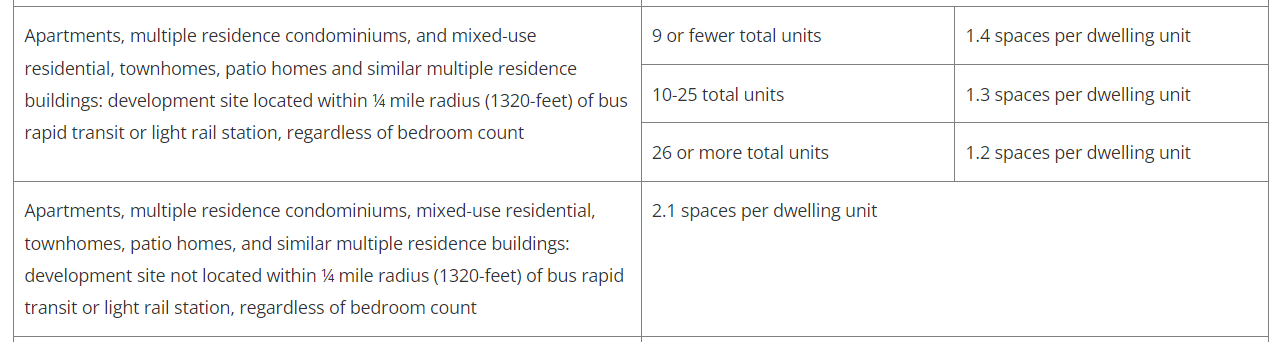 Apartments, multiple residence condominiums, and mixed-use
residential, townhomes, patio homes and similar multiple residence
buildings: development site located within ¼ mile radius (1320-feet) of bus
rapid transit or light rail station, regardless of bedroom count
9 or fewer total units
1.4 spaces per dwelling unit
10-25 total units
1.3 spaces per dwelling unit
26 or more total units
1.2 spaces per dwelling unit
Apartments, multiple residence condominiums, mixed-use residential,
townhomes, patio homes, and similar multiple residence buildings:
development site not located within ¼ mile radius (1320-feet) of bus rapid
transit or light rail station, regardless of bedroom count
2.1 spaces per dwelling unit